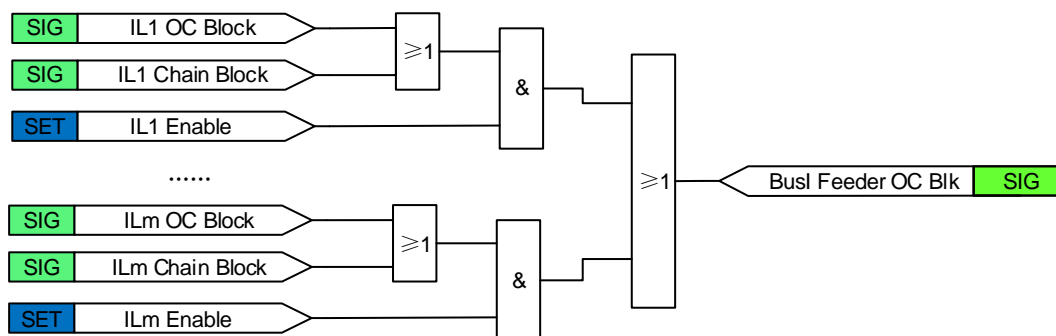 SIG IL1 OC Block
≥1
SIG IL1 Chain Block
&
SET IL1 Enable
......
≥1
BusI Feeder OC Blk SIG
SIG ILm OC Block
≥1
SIG ILm Chain Block
&
SET ILm Enable